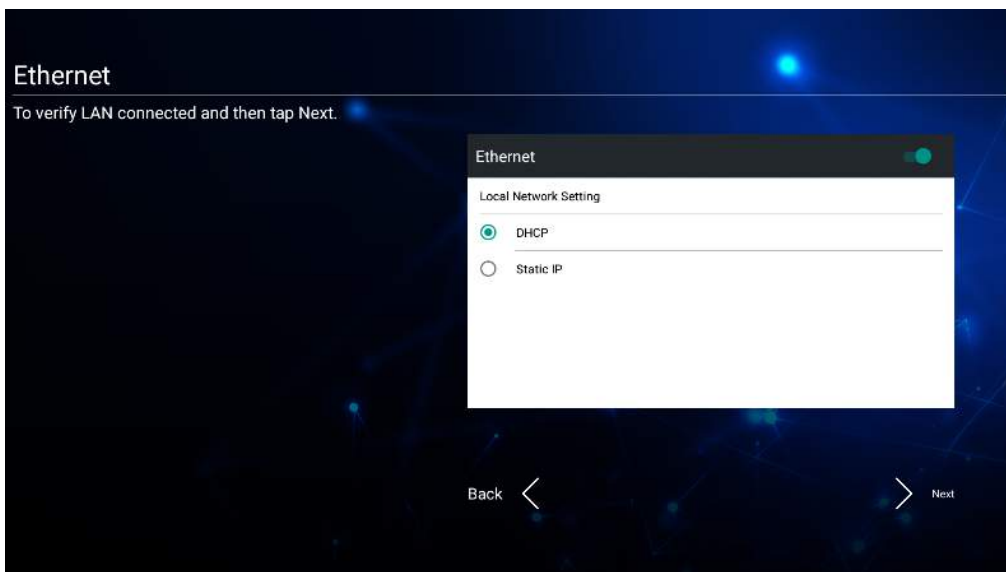 Ethernet
To verify LAN connected and then tap Next.
Ethernet
Local Network Setting
DHCP
Static IP
Back
Next